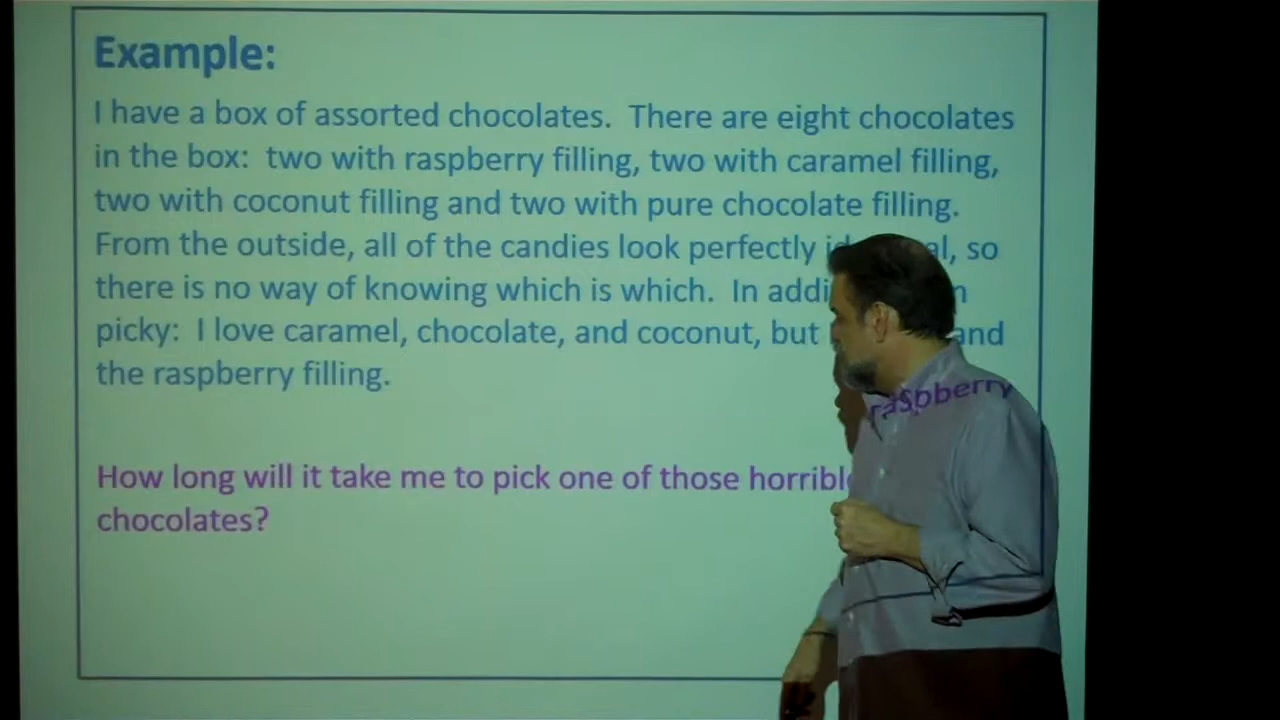 Example:
I have a box of assorted chocolates. There are eight chocolates
in the box: two with raspberry filling, two with caramel filling,
two with coconut filling and two with pure chocolate filling.
From the outside, all of the candies look perfectly so
there is no way of knowing which is which. In
picky: I love caramel, chocolate, and coconut, but
the raspberry filling.
How long will it take me to pick one of those horrible raspberry
chocolates?